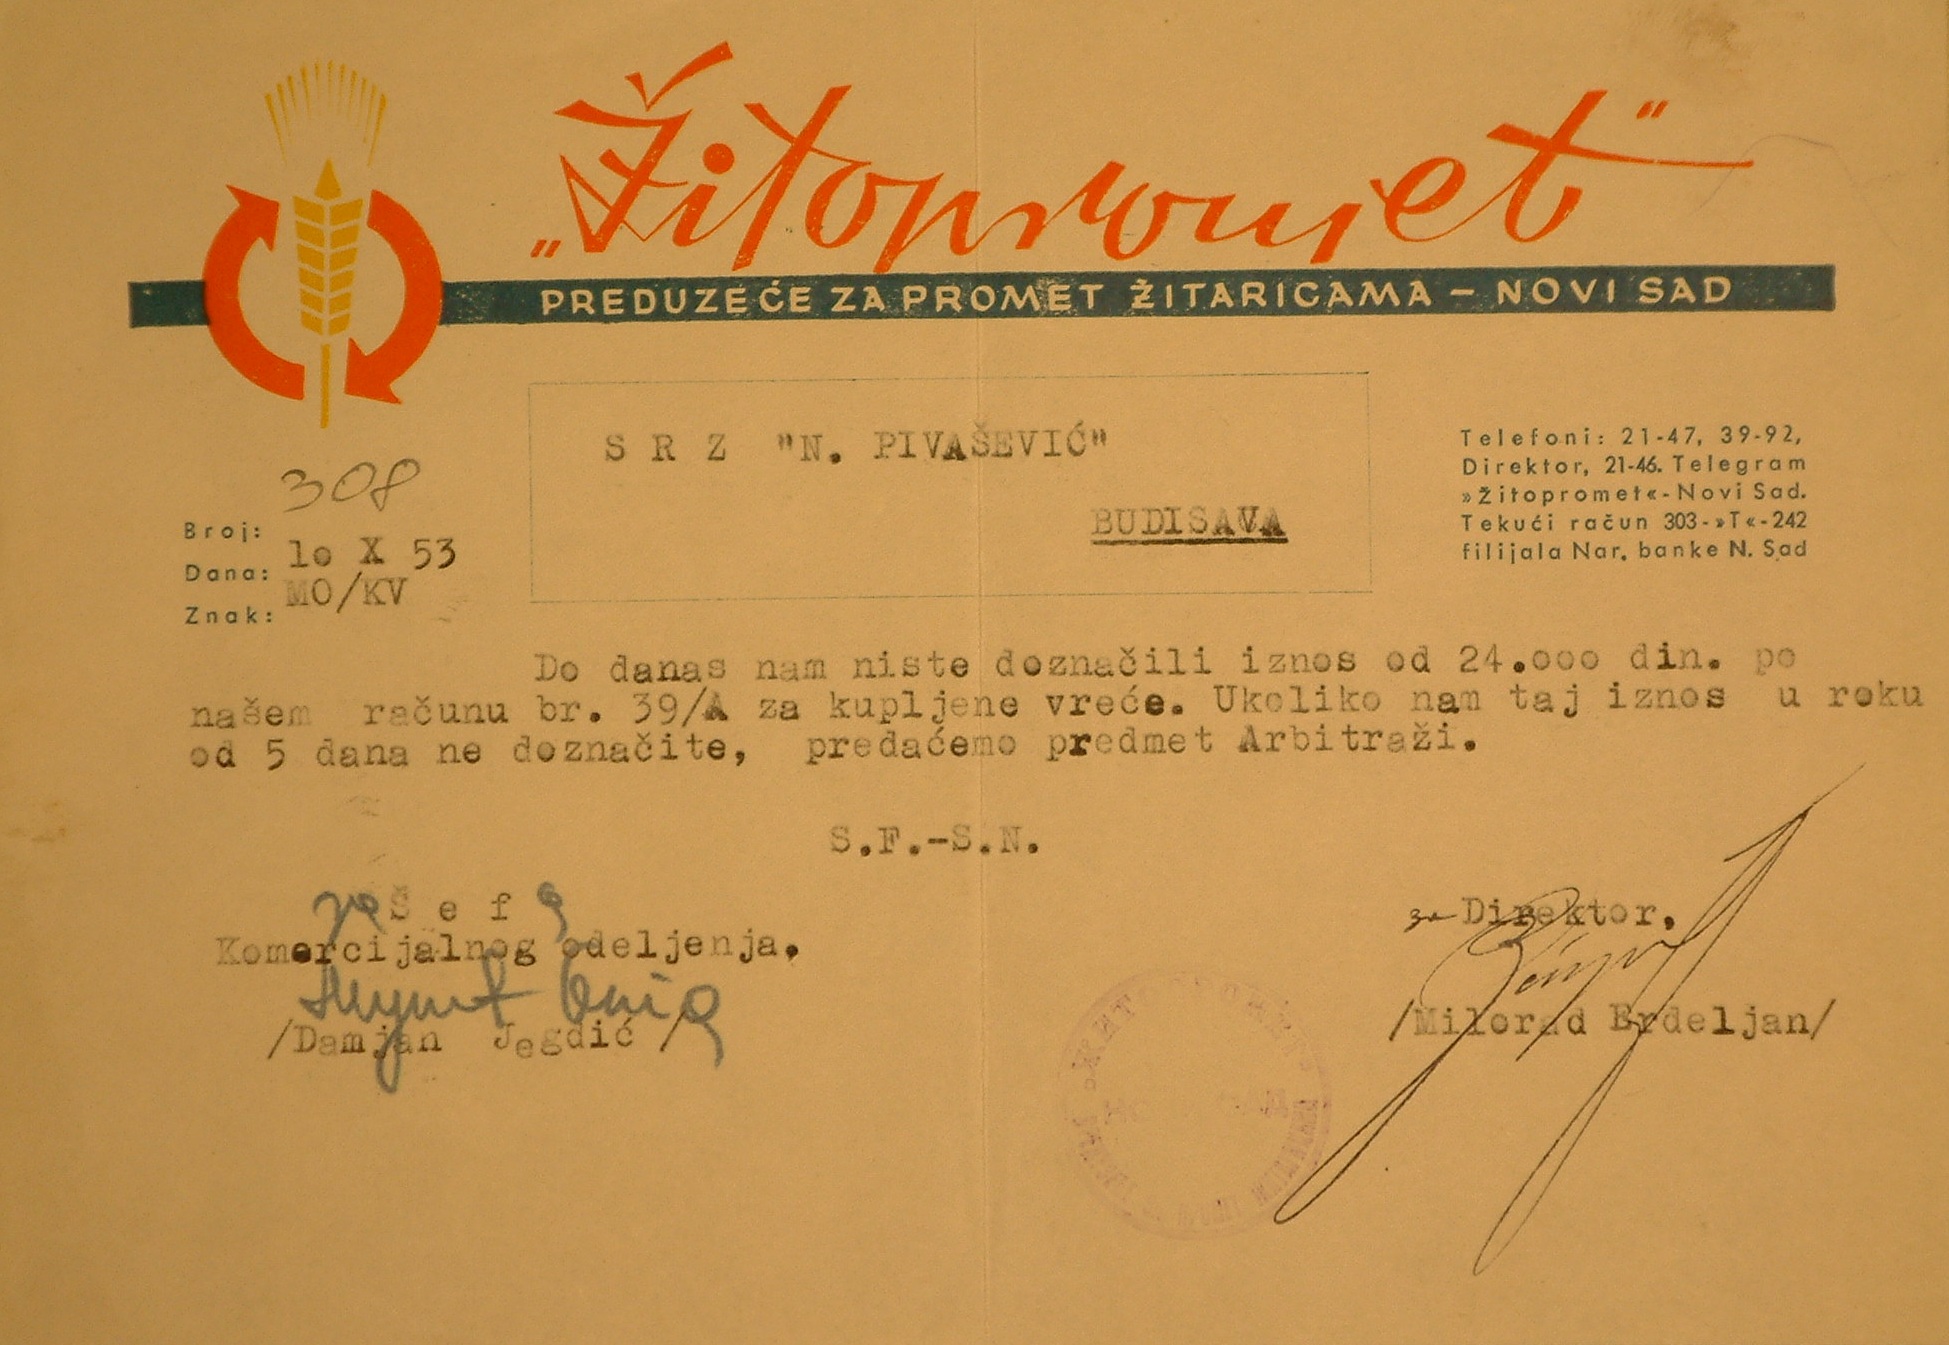 „Žitopromet“
PREDUZEĆE ZA PROMET ŽITARICAMA – NOVI SAD
S R Z "N. PIVAŠEVIĆ"
BUDISAVA
Telefoni: 21-47, 39-92,
Direktor, 21-46. Telegram
»Žitopromet«-Novi Sad.
Tekući račun 303-»T«-242
filijala Nar. banke N. Sad
308
Broj:
Dana: 1o X 53
Znak: MO/KV
Do danas nam niste doznačili iznos od 24.ooo din. po
našem računu br. 39/A za kupljene vreće. Ukoliko nam taj iznos u roku
od 5 dana ne doznačite, predaćemo predmet Arbitraži.
S.F.-S.N.
za Š e f a
Komercijalnog odeljenja.
/Damjan Jegdić /
za Direktor.
/Milorad Erdeljan/